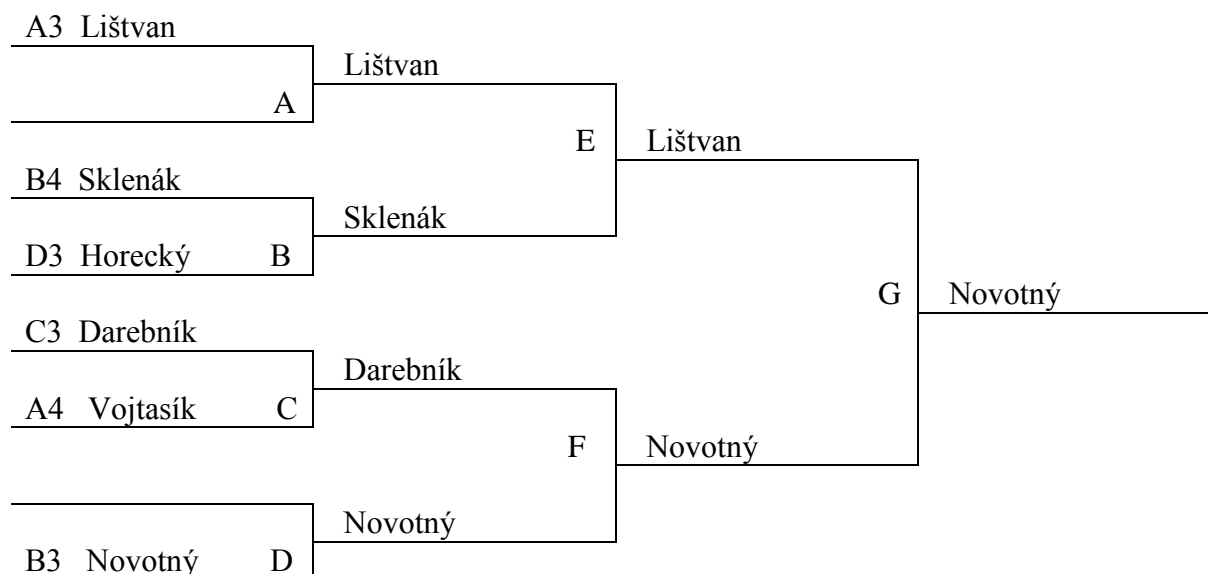 A3 Lištvan
Lištvan
A
E Lištvan
B4 Sklenák
Sklenák
D3 Horecký B
G Novotný
C3 Darebník
Darebník
A4 Vojtasík C
F Novotný
Novotný
B3 Novotný D